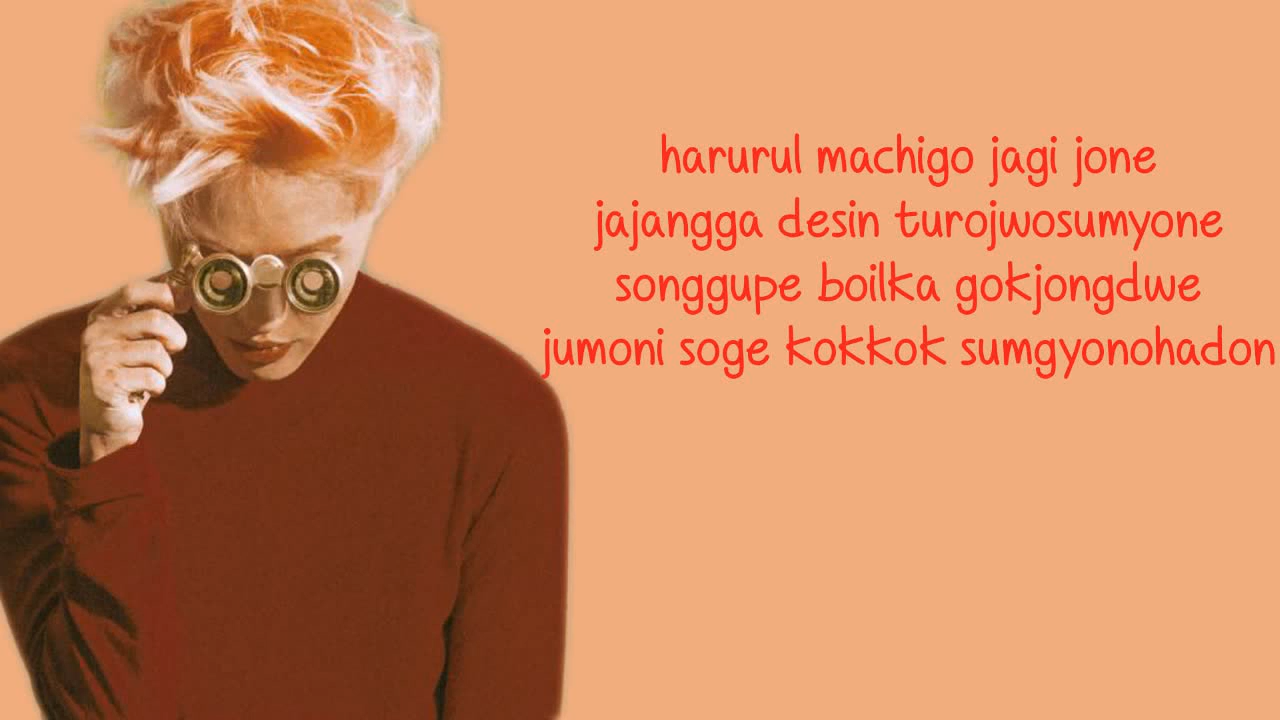 harurul machigo jagi jone
jajangga desin turojwosumyone
songgupe boilka gokjongdwe
jumoni soge kokkok sumgyonohadon